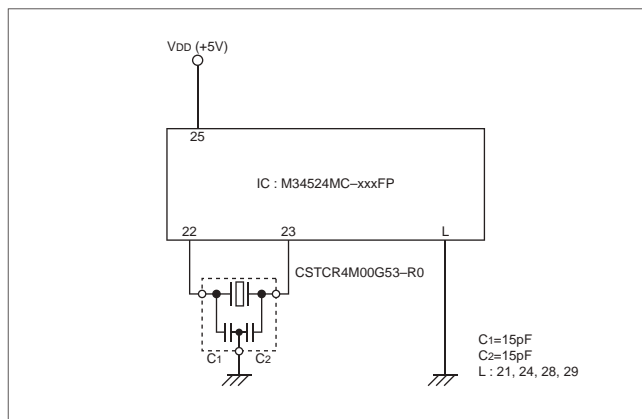 VDD (+5V)
25
IC : M34524MC–xxxFP
22
23
L
CSTCR4M00G53–R0
C1
C2
C1=15pF
C2=15pF
L : 21, 24, 28, 29